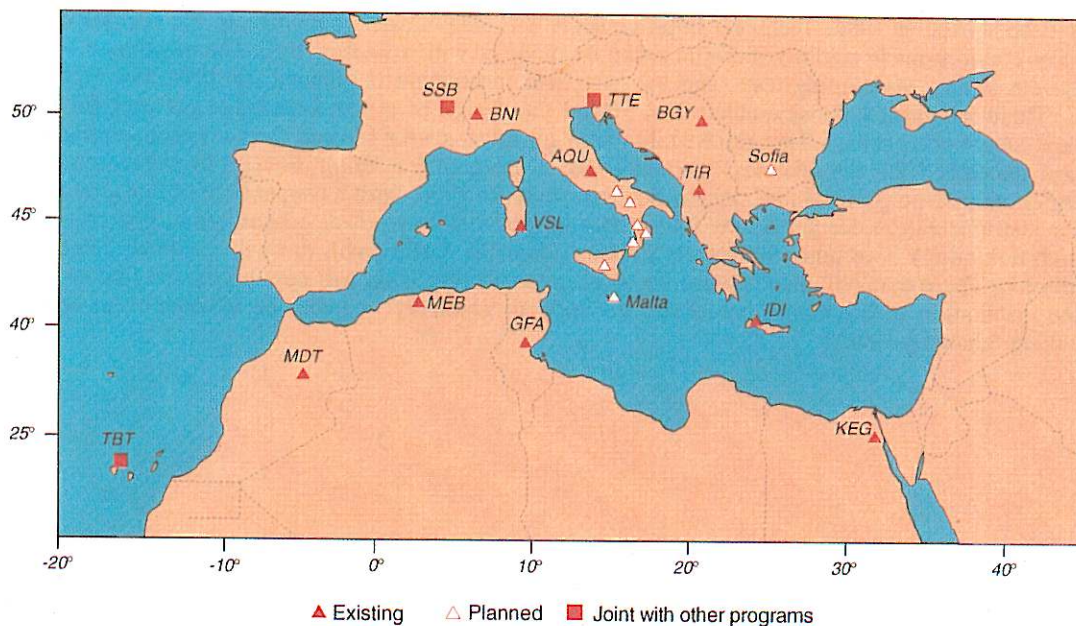 SSB
BNI
TTE
BGY
50°
AQU
TIR
Sofia
45°
VSL
MEB
Malta
IDI
40°
GFA
MDT
25°
TBT
KEG
-20°
-10°
0°
10°
20°
30°
40°
Existing
Planned
Joint with other programs